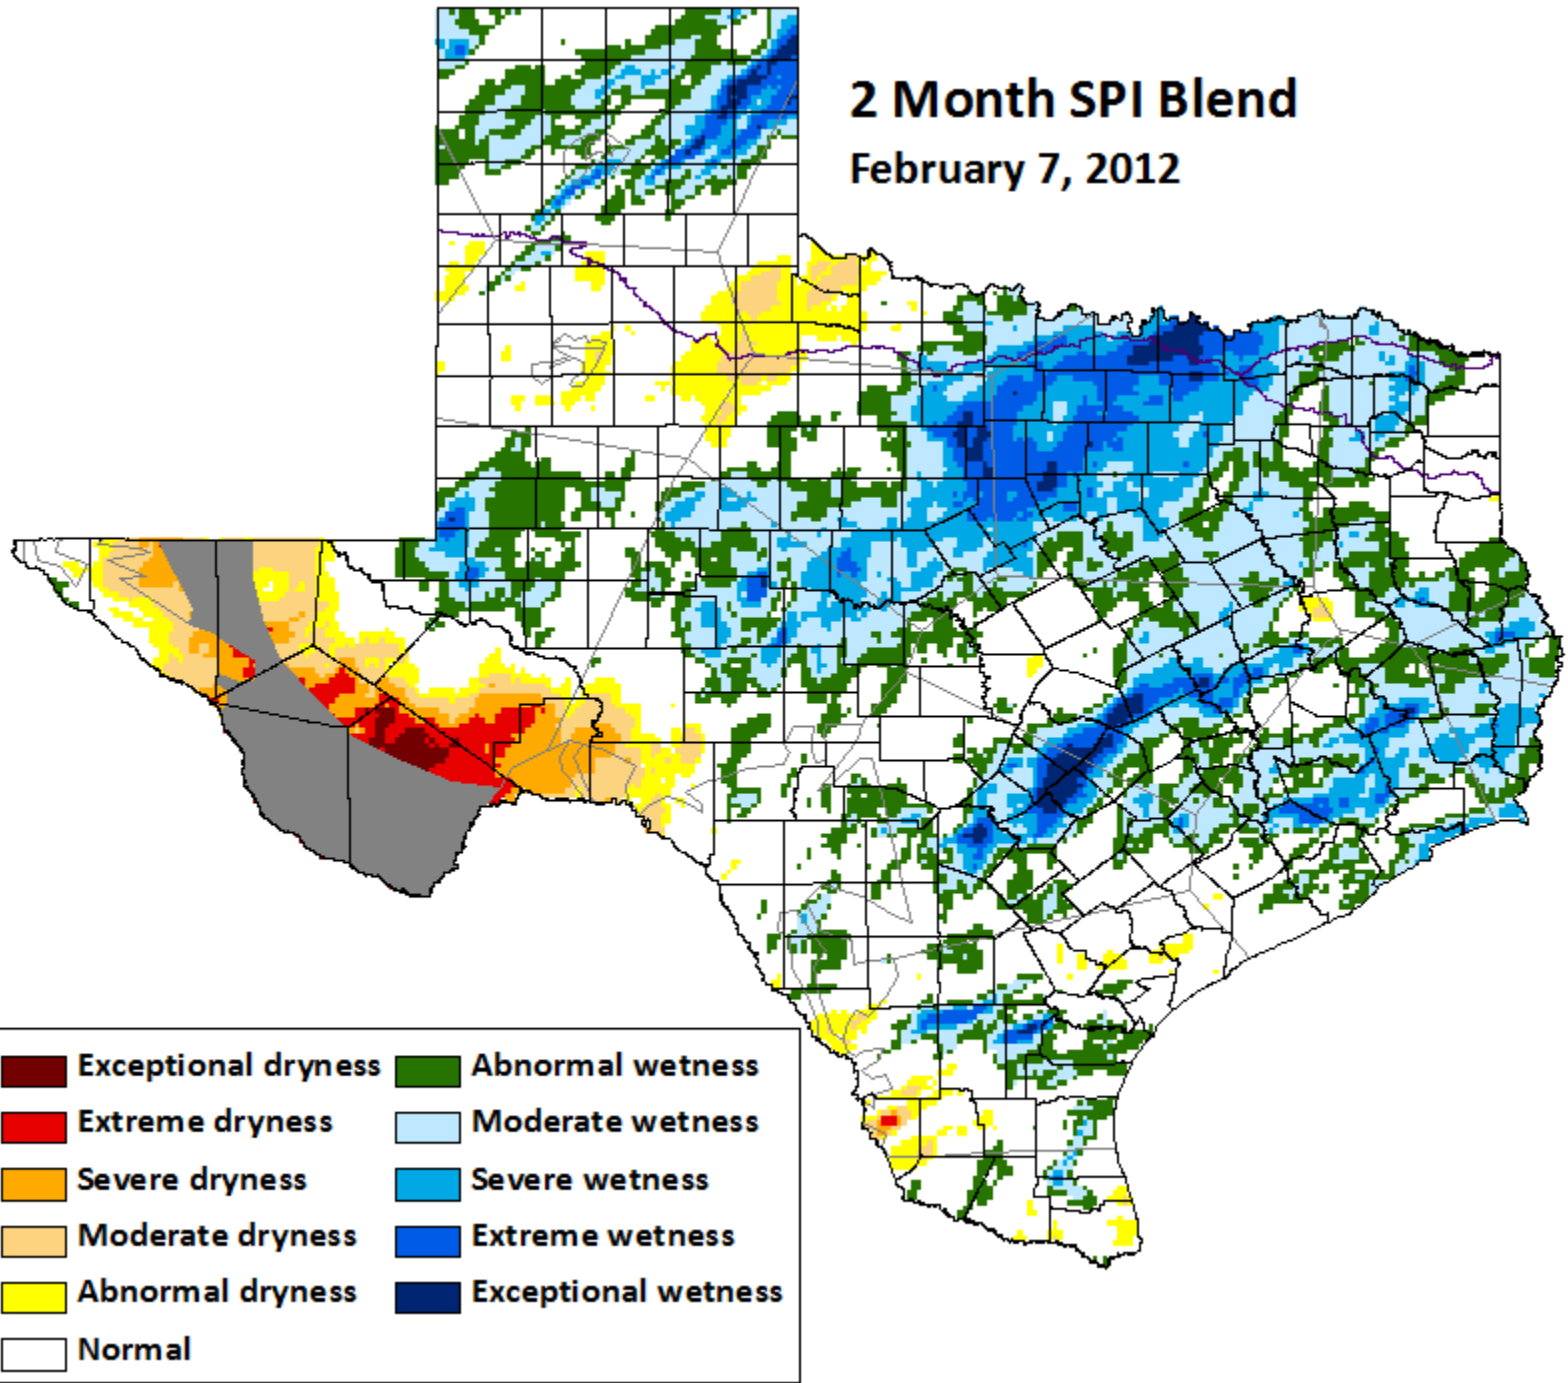 2 Month SPI Blend
February 7, 2012
Exceptional dryness
Extreme dryness
Severe dryness
Moderate dryness
Abnormal dryness
Normal
Abnormal wetness
Moderate wetness
Severe wetness
Extreme wetness
Exceptional wetness